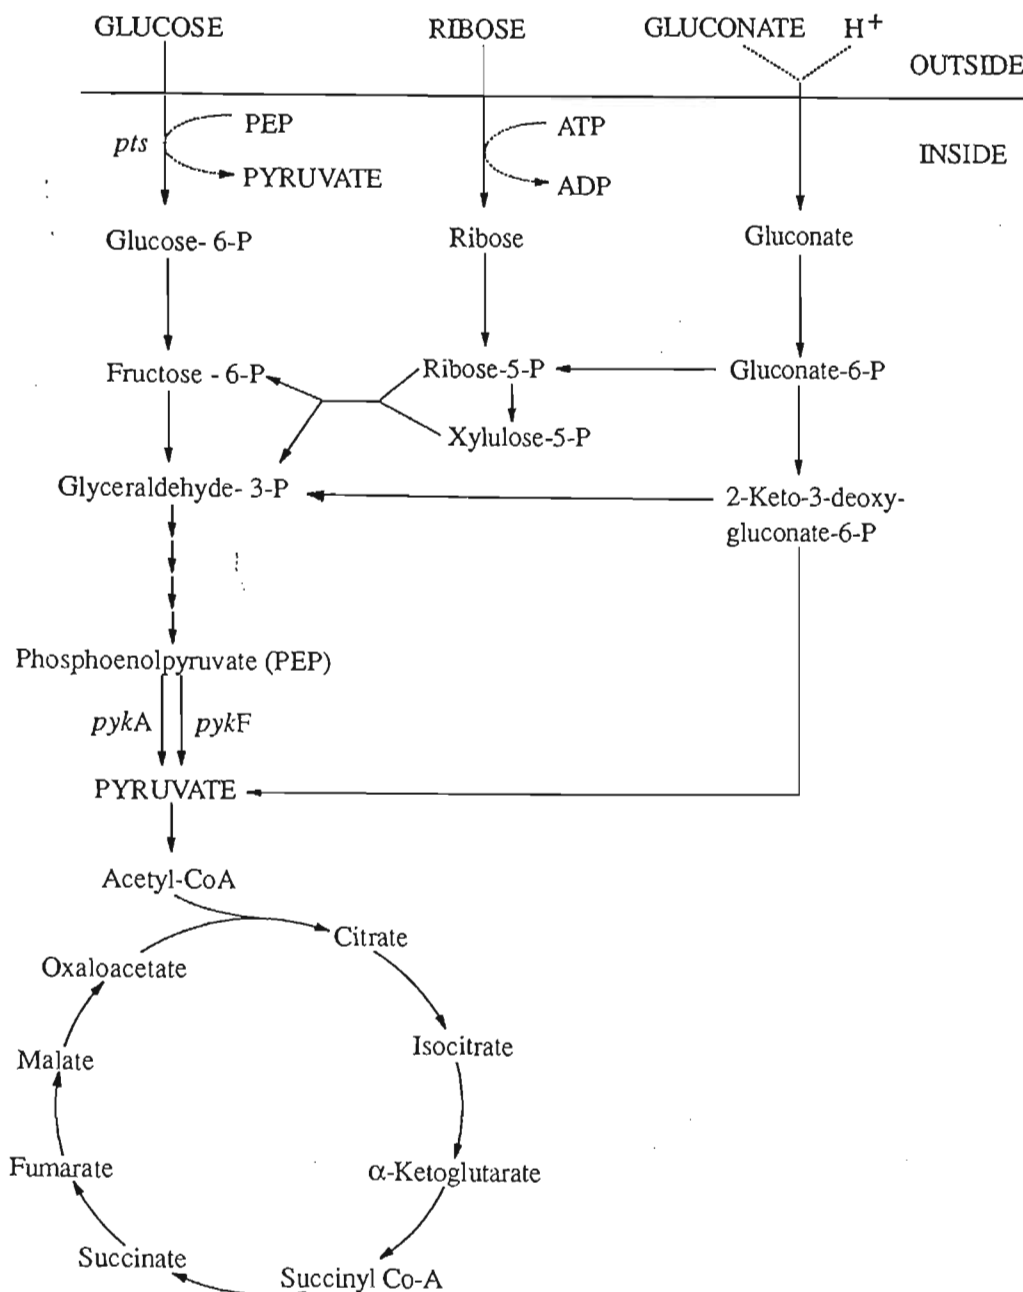 GLUCOSE RIBOSE GLUCONATE H+
OUTSIDE
PEP ATP
pts INSIDE
PYRUVATE ADP
Glucose- 6-P Ribose Gluconate
Fructose - 6-P Ribose-5-P Gluconate-6-P
Xylulose-5-P
Glyceraldehyde- 3-P 2-Keto-3-deoxy-
gluconate-6-P
Phosphoenolpyruvate (PEP)
pykA pykF
PYRUVATE
Acetyl-CoA
Citrate
Oxaloacetate
Isocitrate
Malate
Fumarate α-Ketoglutarate
Succinate
Succinyl Co-A